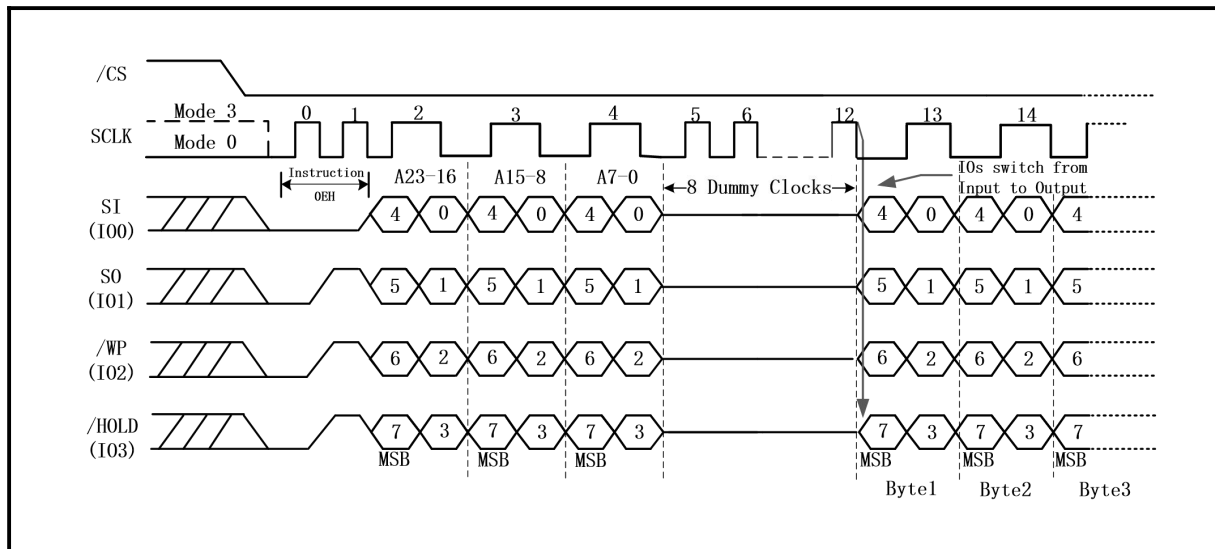 /CS
Mode 3
SCLK
Mode 0
0 1 2 3 4 5 6 12 13 14
Instruction
0EH
A23-16 A15-8 A7-0
8 Dummy Clocks
IOs switch from
Input to Output
SI
(IO0)
4 0 4 0 4 0 4 0 4 0 4
SO
(IO1)
5 1 5 1 5 1 5 1 5 1 5
/WP
(IO2)
6 2 6 2 6 2 6 2 6 2 6
/HOLD
(IO3)
7 3 7 3 7 3 7 3 7 3 7
MSB MSB MSB MSB MSB MSB
Byte1 Byte2 Byte3